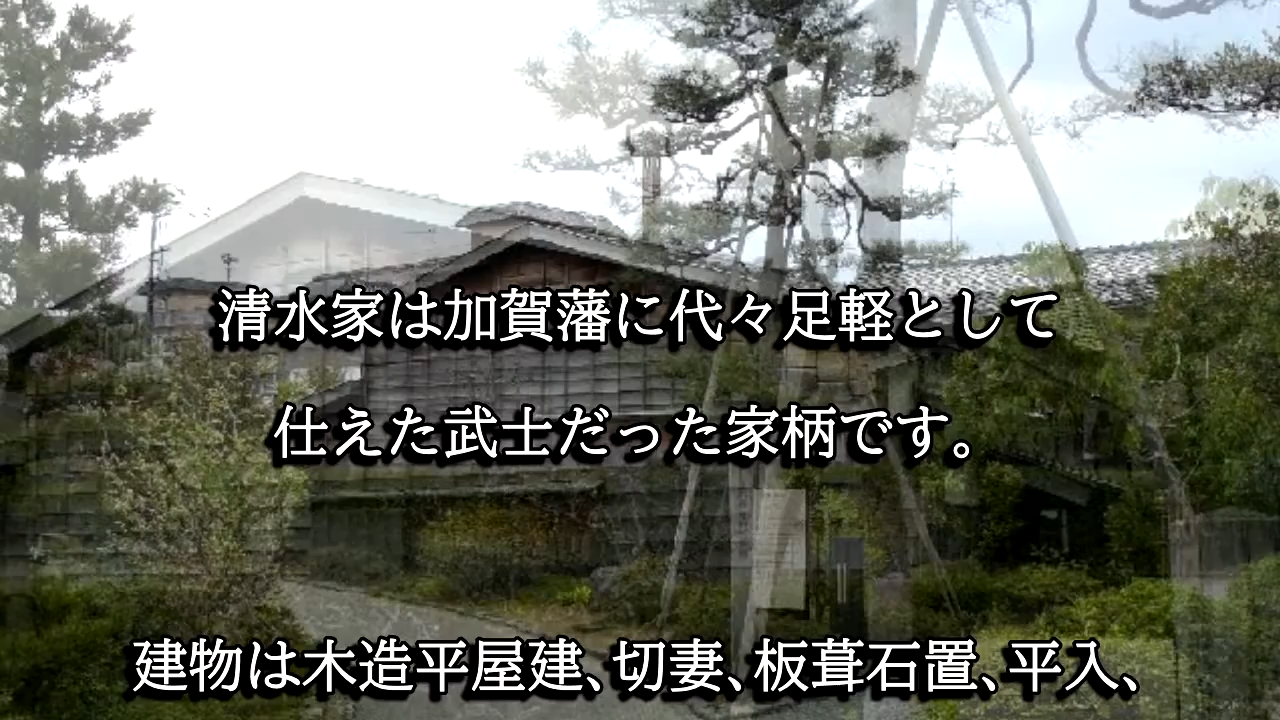 清水家は加賀藩に代々足軽として
仕えた武士だった家柄です。
建物は木造平屋建､切妻､板葺石置､平入､